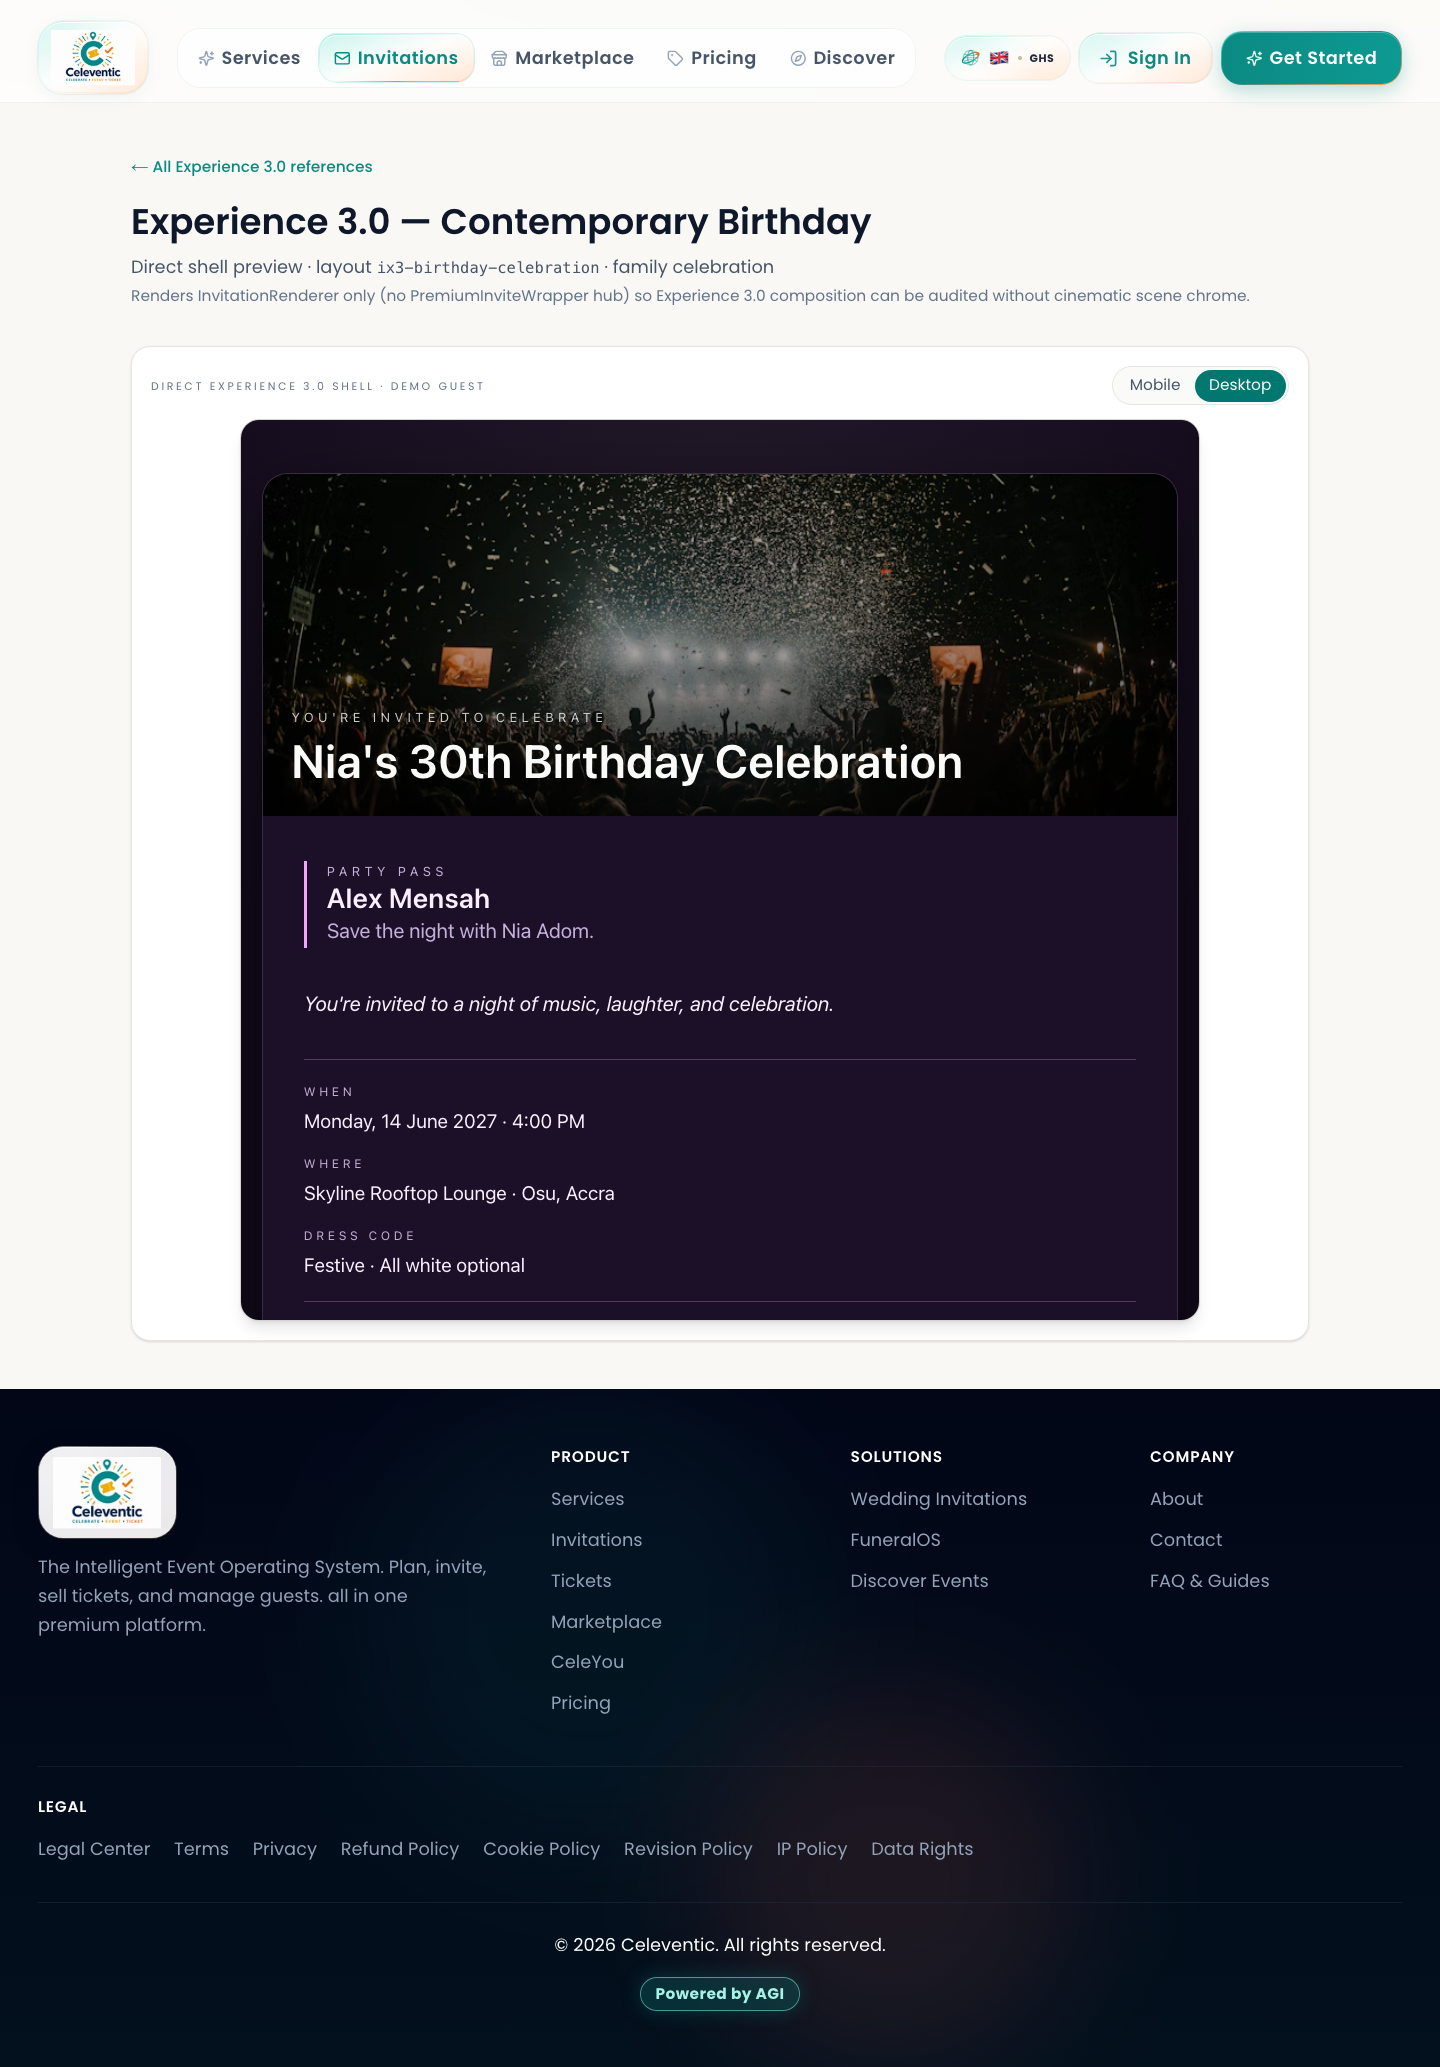 Celeventic
CELEBRATE • EVENT • TICKET
Services
Invitations
Marketplace
Pricing
Discover
GHS
Sign In
Get Started
← All Experience 3.0 references
Experience 3.0 — Contemporary Birthday
Direct shell preview · layout ix3-birthday-celebration · family celebration
Renders InvitationRenderer only (no PremiumInviteWrapper hub) so Experience 3.0 composition can be audited without cinematic scene chrome.
DIRECT EXPERIENCE 3.0 SHELL · DEMO GUEST
Mobile
Desktop
YOU'RE INVITED TO CELEBRATE
Nia's 30th Birthday Celebration
PARTY PASS
Alex Mensah
Save the night with Nia Adom.
You're invited to a night of music, laughter, and celebration.
WHEN
Monday, 14 June 2027 · 4:00 PM
WHERE
Skyline Rooftop Lounge · Osu, Accra
DRESS CODE
Festive · All white optional
Celeventic
CELEBRATE • EVENT • TICKET
The Intelligent Event Operating System. Plan, invite,
sell tickets, and manage guests. all in one
premium platform.
PRODUCT
Services
Invitations
Tickets
Marketplace
CeleYou
Pricing
SOLUTIONS
Wedding Invitations
FuneralOS
Discover Events
COMPANY
About
Contact
FAQ & Guides
LEGAL
Legal Center Terms Privacy Refund Policy Cookie Policy Revision Policy IP Policy Data Rights
© 2026 Celeventic. All rights reserved.
Powered by AGI